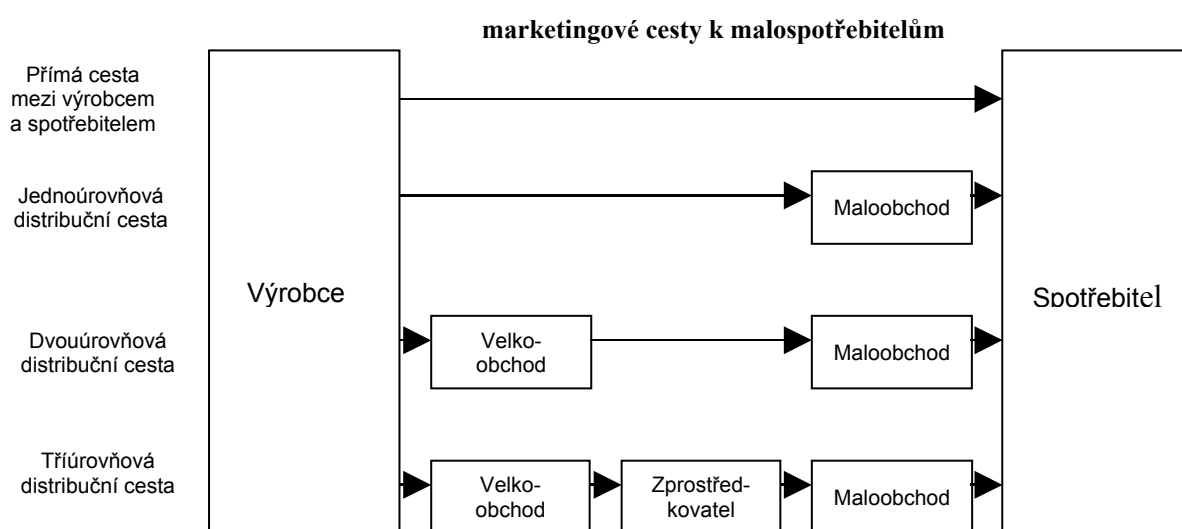 marketingové cesty k malospotřebitelům
Přímá cesta
mezi výrobcem
a spotřebitelem
Jednoúrovňová
distribuční cesta
Maloobchod
Výrobce
Spotřebitel
Dvouúrovňová
distribuční cesta
Velko-
obchod
Maloobchod
Tříúrovňová
distribuční cesta
Velko-
obchod
Zprostřed-
kovatel
Maloobchod